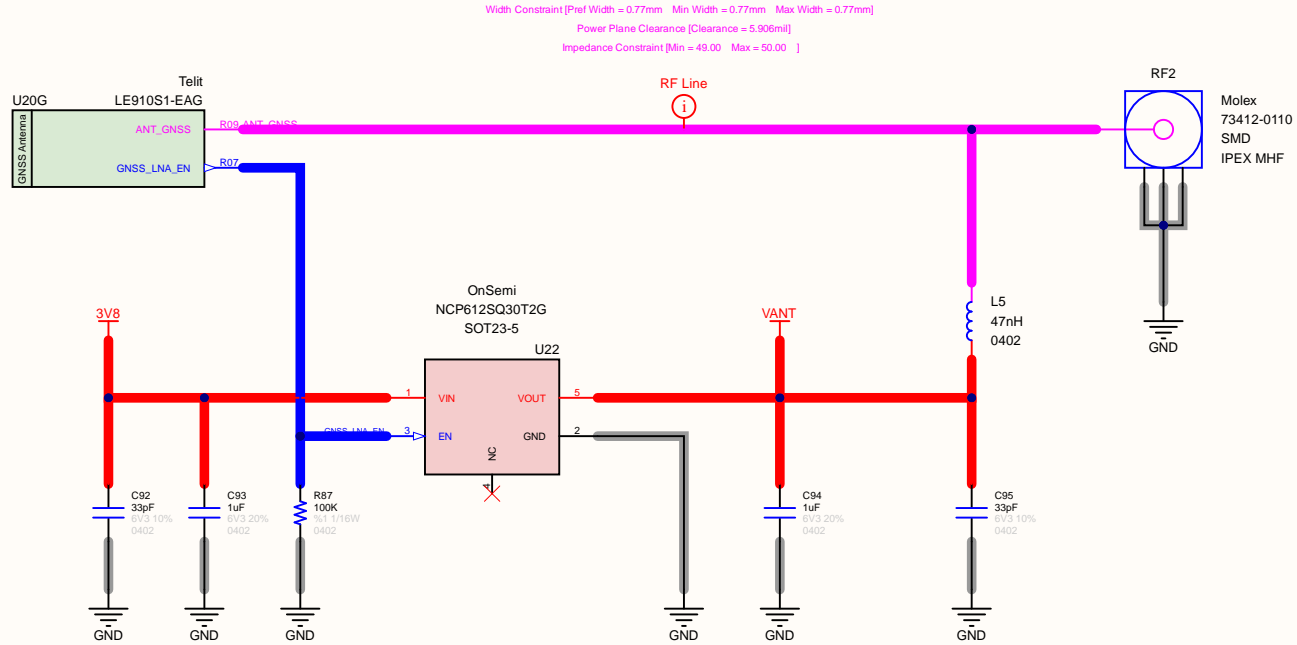 Width Constraint [Pref Width = 0.77mm Min Width = 0.77mm Max Width = 0.77mm]
Power Plane Clearance [Clearance = 5.906mil]
Impedance Constraint [Min = 49.00 Max = 50.00 ]
Telit
U20G LE910S1-EAG
GNSS Antenna
ANT_GNSS
R09 ANT_GNSS
GNSS_LNA_EN
R07
RF Line
i
RF2
Molex
73412-0110
SMD
IPEX MHF
GND
3V8
OnSemi
NCP612SQ30T2G
SOT23-5
U22
VANT
L5
47nH
0402
1
VIN
VOUT
5
GNSS_LNA_EN
3
EN
GND
2
NC
4
C92
33pF
6V3 10%
0402
C93
1uF
6V3 20%
0402
R87
100K
%1 1/16W
0402
C94
1uF
6V3 20%
0402
C95
33pF
6V3 10%
0402
GND
GND
GND
GND
GND
GND